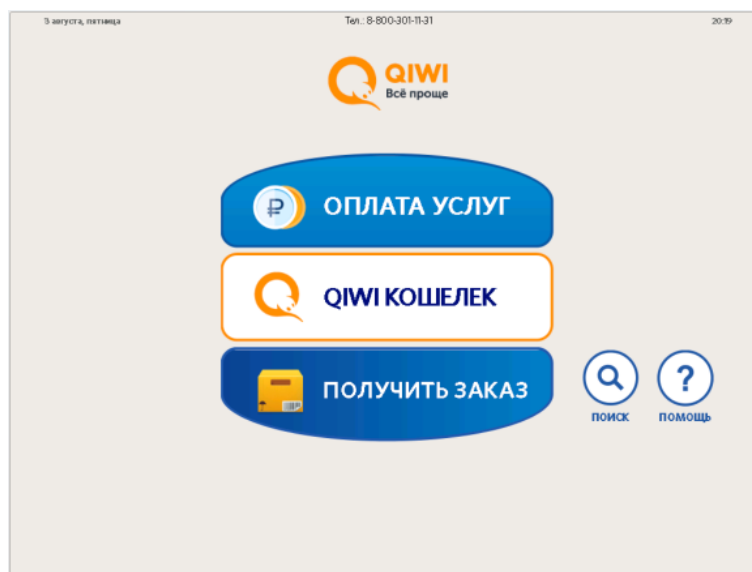 3 августа, пятница
Тел.: 8-800-301-11-31
20:19
QIWI
Всё проще
ОПЛАТА УСЛУГ
QIWI КОШЕЛЕК
ПОЛУЧИТЬ ЗАКАЗ
ПОИСК
ПОМОЩЬ